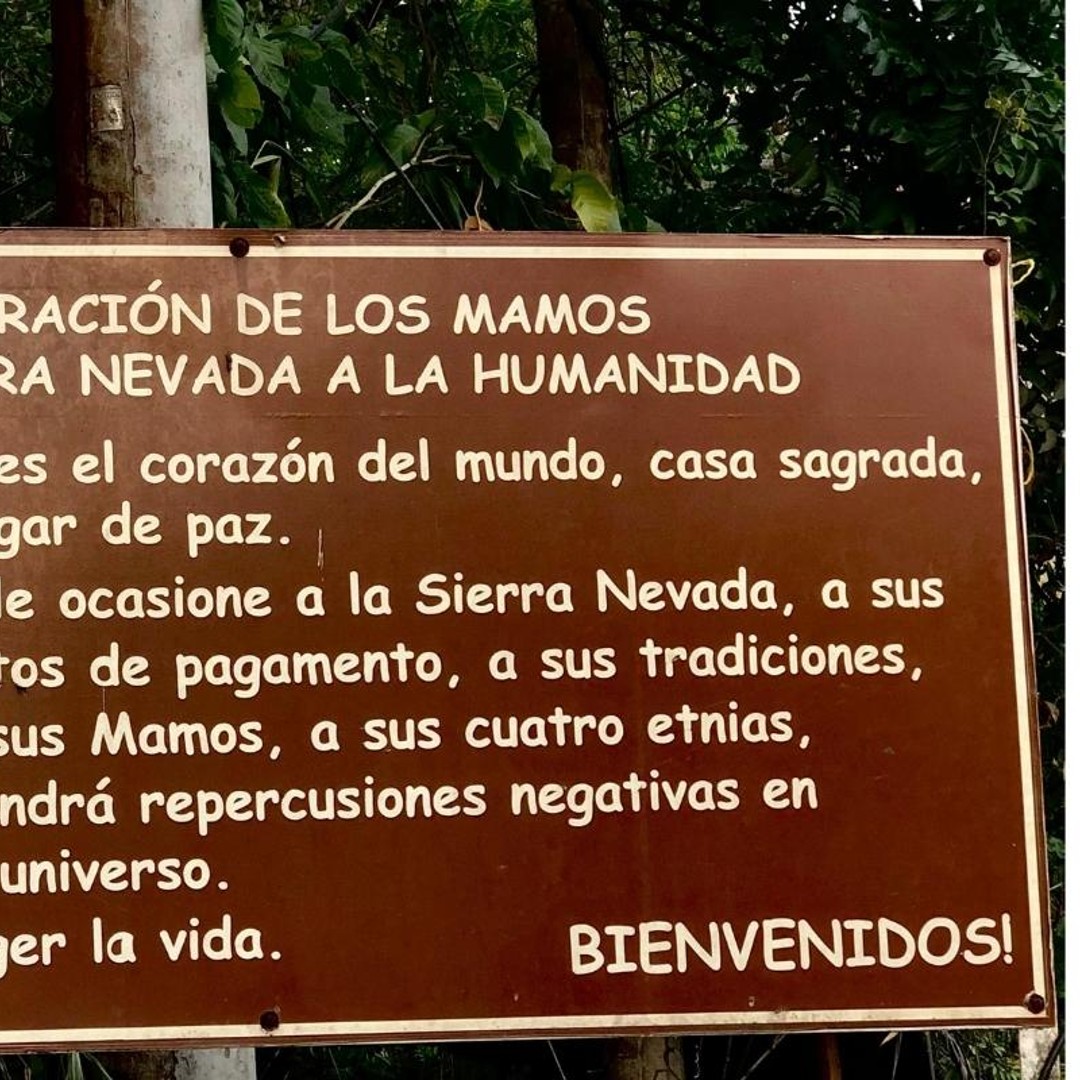 RACIÓN DE LOS MAMOS
RA NEVADA A LA HUMANIDAD
es el corazón del mundo, casa sagrada,
gar de paz.
le ocasione a la Sierra Nevada, a sus
tos de pagamento, a sus tradiciones,
sus Mamos, a sus cuatro etnias,
ndrá repercusiones negativas en
universo.
ger la vida.
BIENVENIDOS!